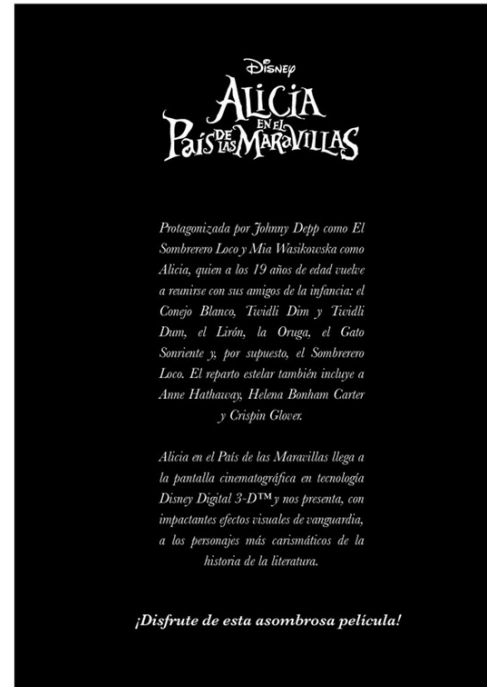 Disney
ALICIA
EN EL
PAÍS DE LAS MARAVILLAS
Protagonizada por Johnny Depp como El
Sombrerero Loco y Mia Wasikowska como
Alicia, quien a los 19 años de edad vuelve
a reunirse con sus amigos de la infancia: el
Conejo Blanco, Twidli Dim y Twidli
Dum, el Lirón, la Oruga, el Gato
Sonriente y, por supuesto, el Sombrerero
Loco. El reparto estelar también incluye a
Anne Hathaway, Helena Bonham Carter
y Crispin Glover.
Alicia en el País de las Maravillas llega a
la pantalla cinematográfica en tecnología
Disney Digital 3-D™ y nos presenta, con
impactantes efectos visuales de vanguardia,
a los personajes más carismáticos de la
historia de la literatura.
¡Disfrute de esta asombrosa película!